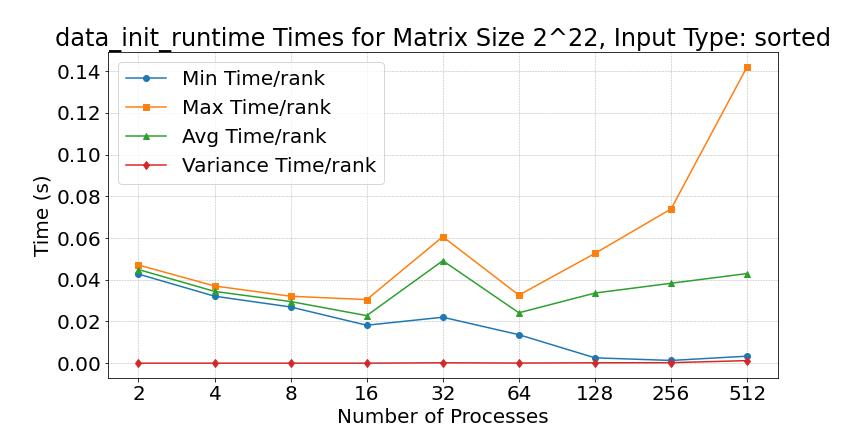 data_init_runtime Times for Matrix Size 2^22, Input Type: sorted
Min Time/rank
Max Time/rank
Avg Time/rank
Variance Time/rank
Time (s)
0.14
0.12
0.10
0.08
0.06
0.04
0.02
0.00
2 4 8 16 32 64 128 256 512
Number of Processes